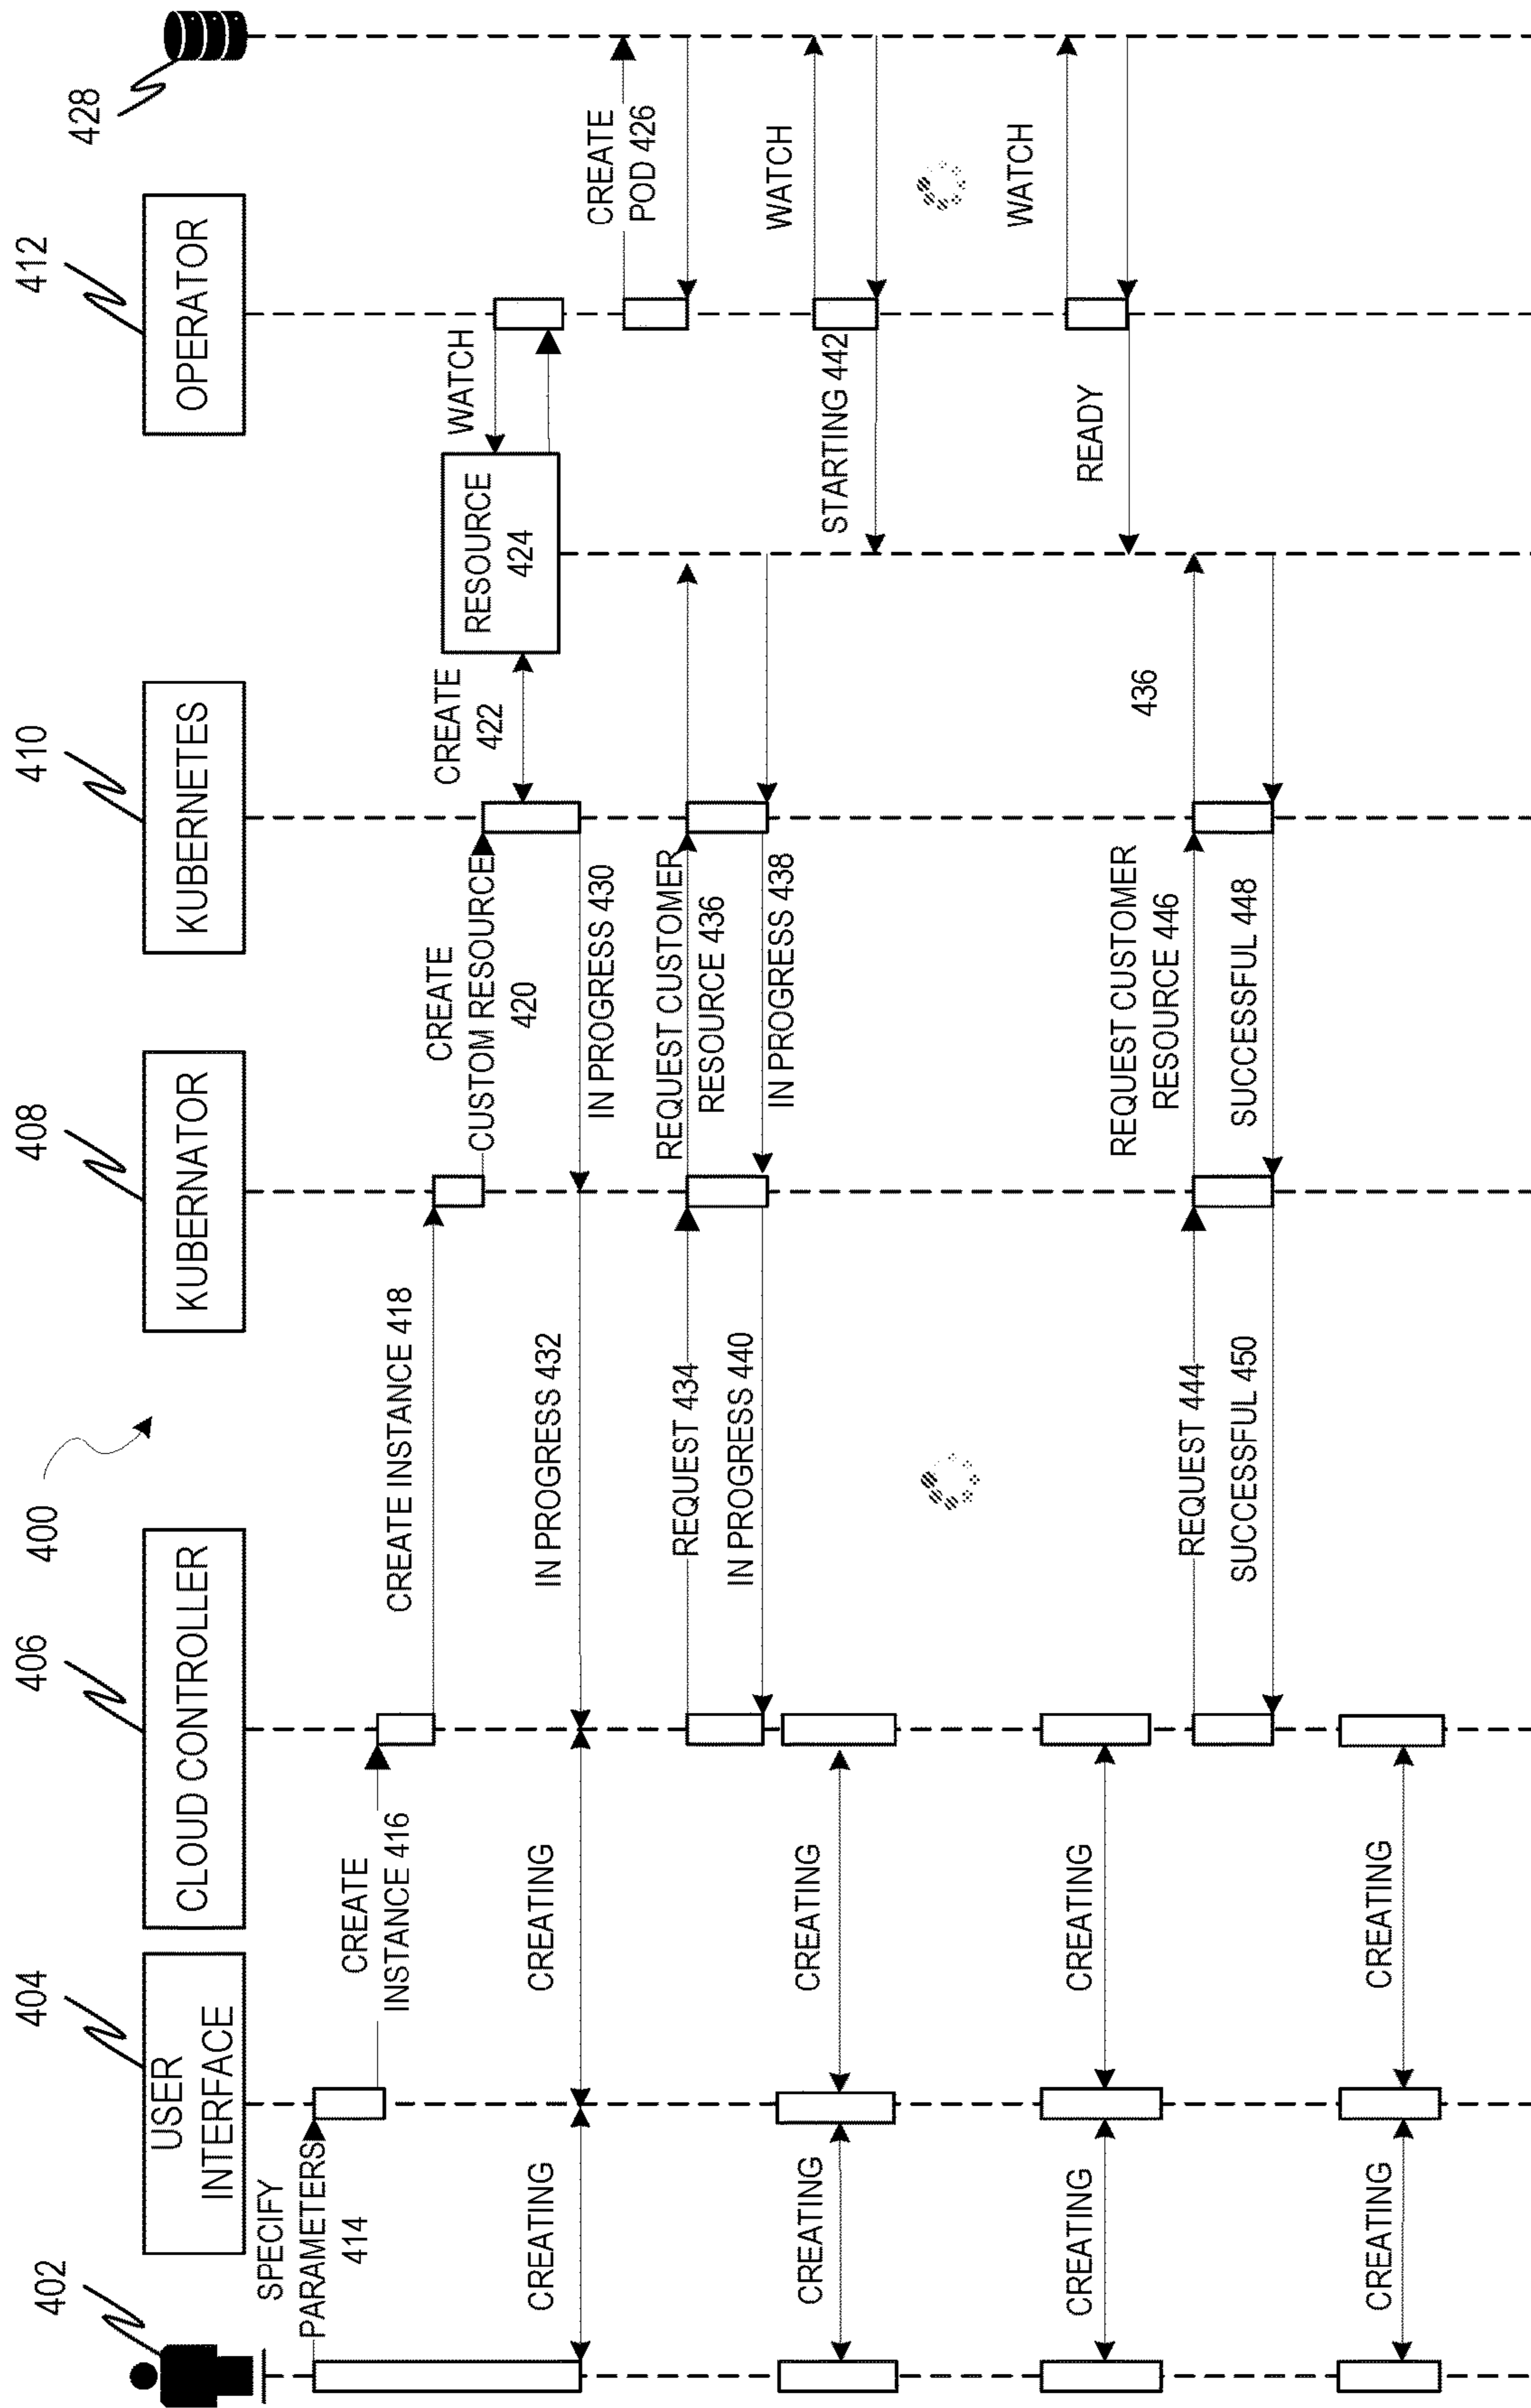 400
402
404
406
408
410
412
428
USER
INTERFACE
CLOUD CONTROLLER
KUBERNATOR
KUBERNETES
OPERATOR
SPECIFY
PARAMETERS
414
CREATE
INSTANCE 416
CREATE INSTANCE 418
CREATE
CUSTOM RESOURCE
420
CREATE
422
RESOURCE
424
WATCH
CREATE
POD 426
CREATING
CREATING
IN PROGRESS 432
IN PROGRESS 430
REQUEST 434
REQUEST CUSTOMER
RESOURCE 436
IN PROGRESS 440
IN PROGRESS 438
CREATING
CREATING
STARTING 442
WATCH
CREATING
CREATING
READY
WATCH
REQUEST 444
REQUEST CUSTOMER
RESOURCE 446
436
SUCCESSFUL 450
SUCCESSFUL 448
CREATING
CREATING